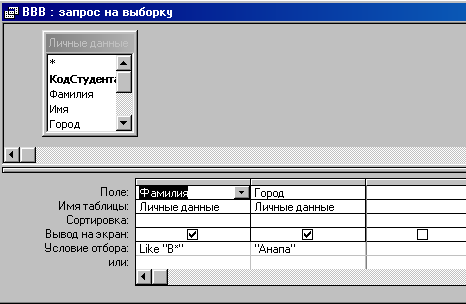 BBB : запрос на выборку
Личные данные
*
КодСтудента
Фамилия
Имя
Город
Поле: Фамилия Город
Имя таблицы: Личные данные Личные данные
Сортировка:
Вывод на экран:
Условие отбора: Like "В*" "Анапа"
или: